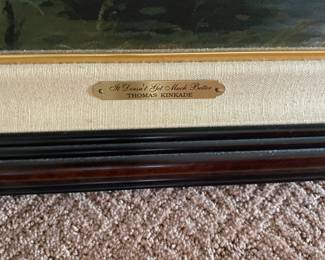 It Doesn't Get Much Better
THOMAS KINKADE